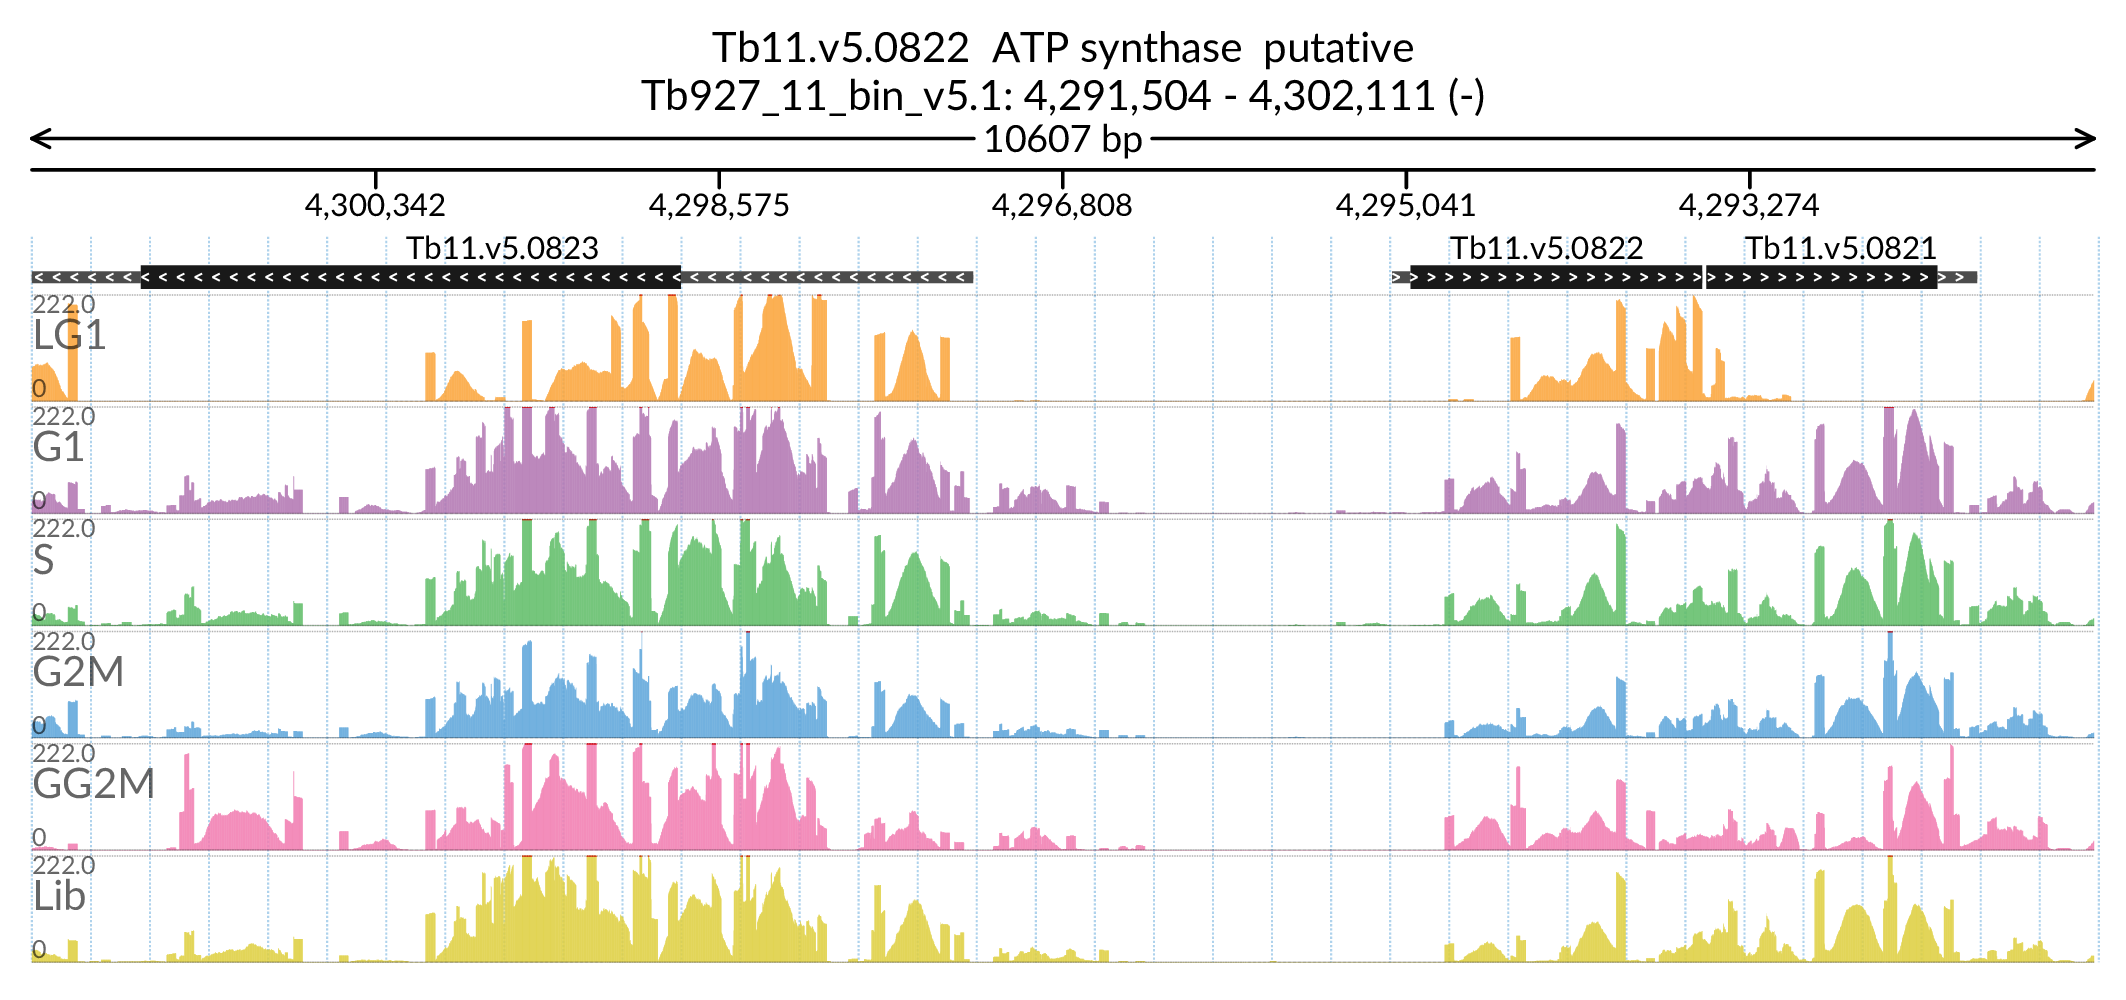 Tb11.v5.0822 ATP synthase putative
Tb927_11_bin_v5.1: 4,291,504 - 4,302,111 (-)
10607 bp
4,300,342 4,298,575 4,296,808 4,295,041 4,293,274
Tb11.v5.0823 Tb11.v5.0822 Tb11.v5.0821
222.0
LG1
0
222.0
G1
0
222.0
S
0
222.0
G2M
0
222.0
GG2M
0
222.0
Lib
0